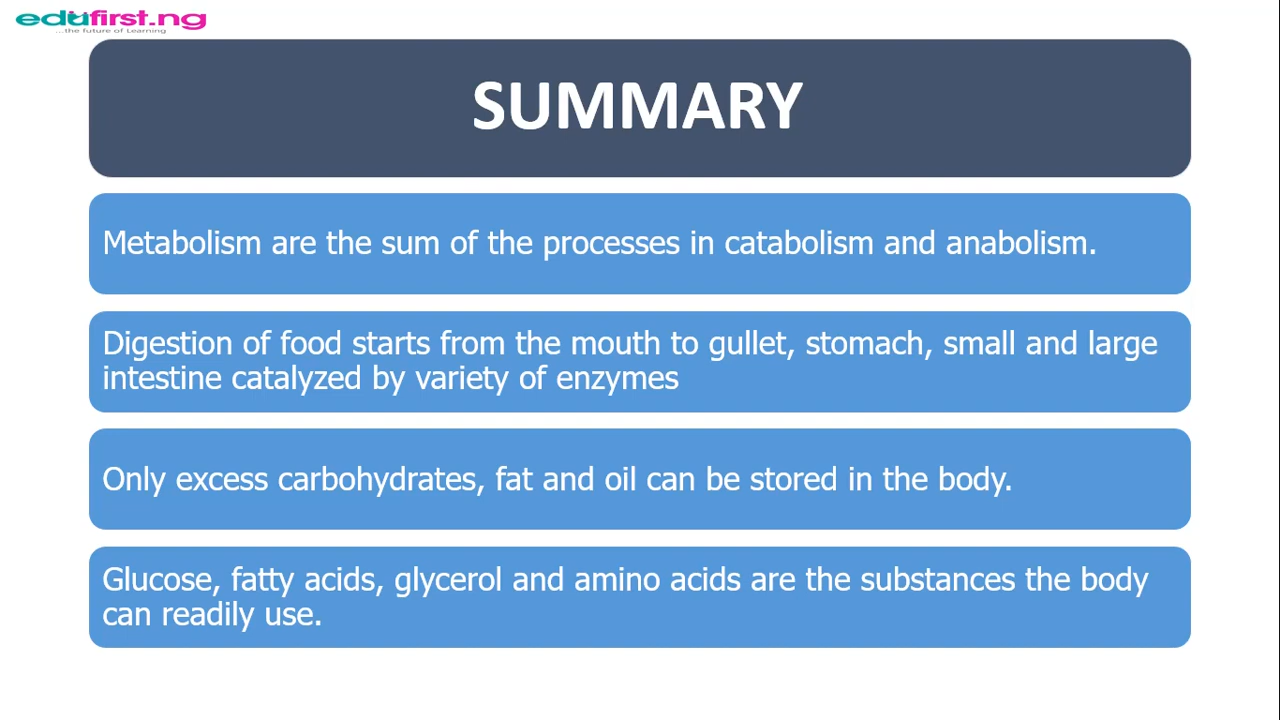 edufirst.ng
...the future of Learning
SUMMARY
Metabolism are the sum of the processes in catabolism and anabolism.
Digestion of food starts from the mouth to gullet, stomach, small and large
intestine catalyzed by variety of enzymes
Only excess carbohydrates, fat and oil can be stored in the body.
Glucose, fatty acids, glycerol and amino acids are the substances the body
can readily use.